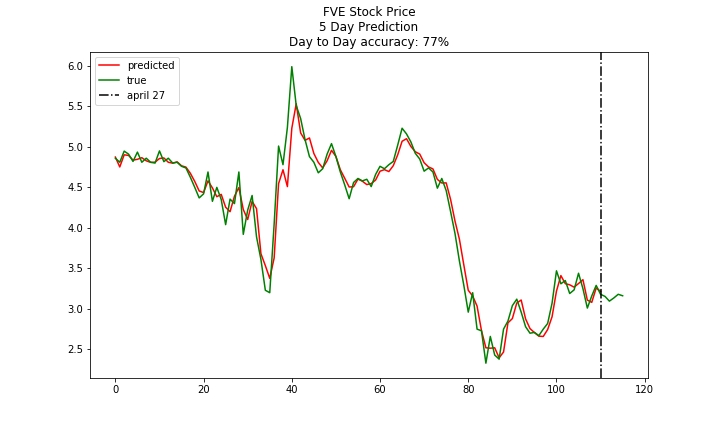 FVE Stock Price
5 Day Prediction
Day to Day accuracy: 77%
predicted
true
april 27
6.0
5.5
5.0
4.5
4.0
3.5
3.0
2.5
0 20 40 60 80 100 120